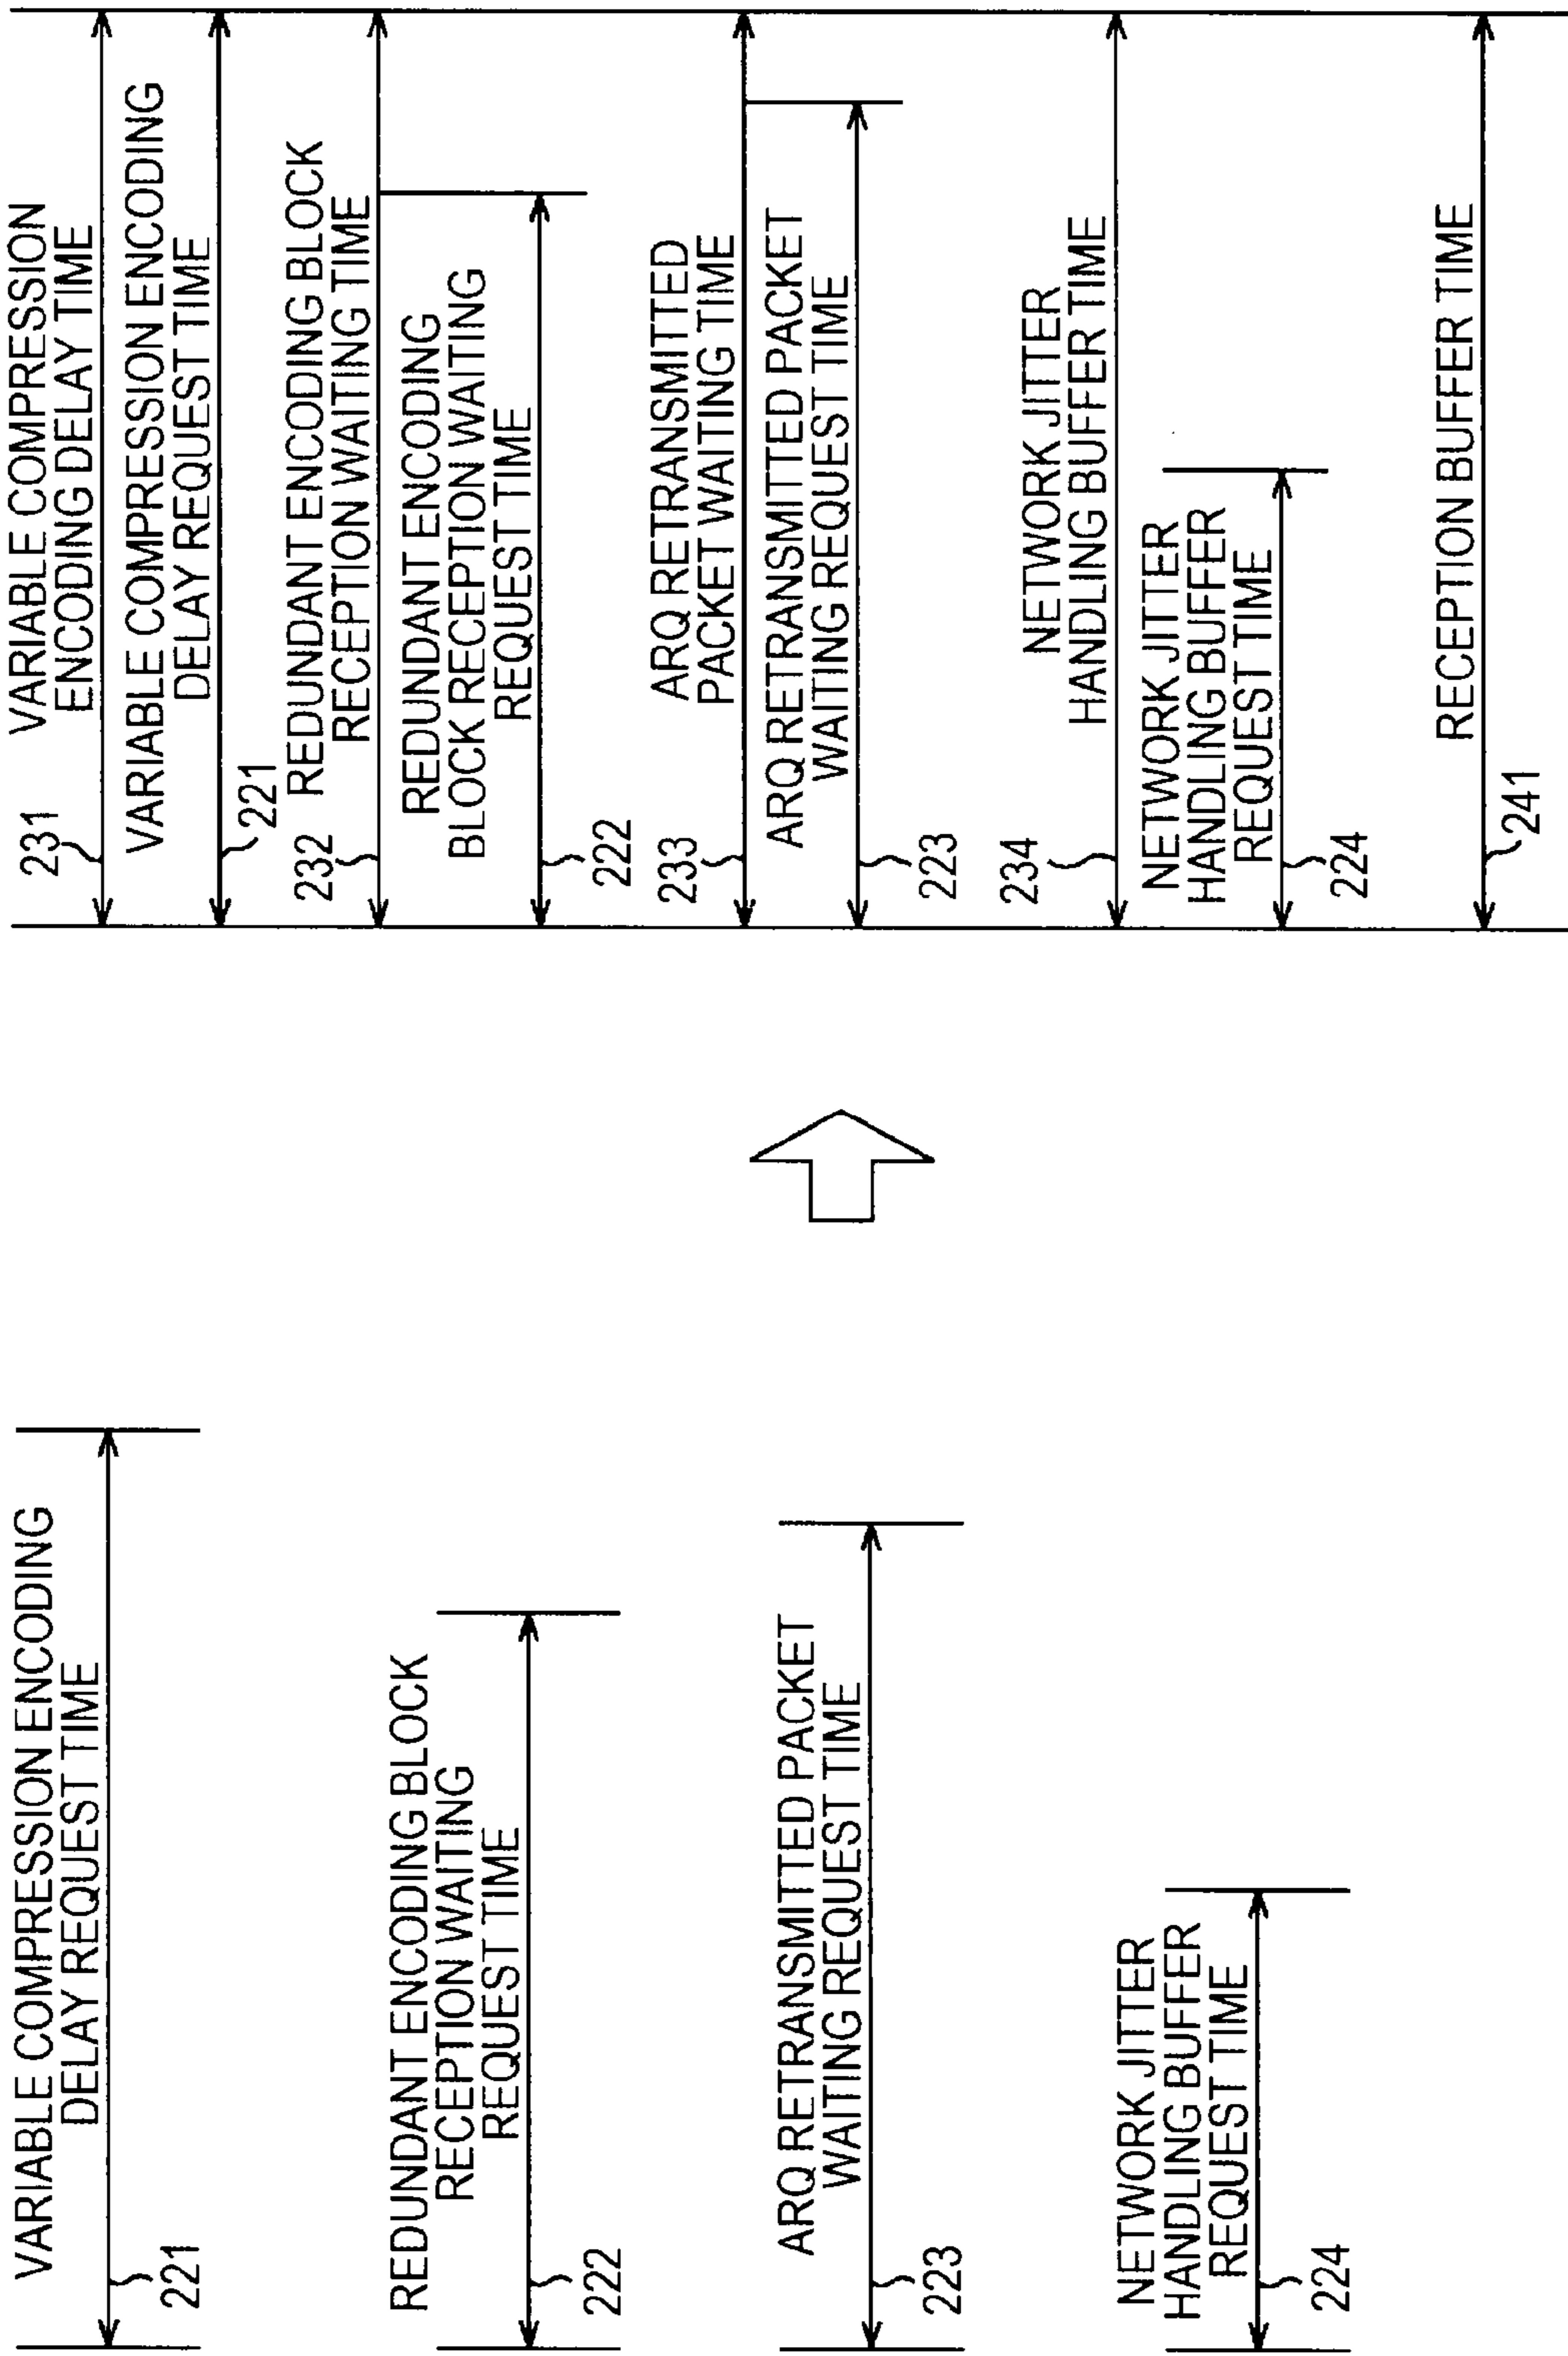 VARIABLE COMPRESSION ENCODING
DELAY REQUEST TIME
221
REDUNDANT ENCODING BLOCK
RECEPTION WAITING
REQUEST TIME
222
ARQ RETRANSMITTED PACKET
WAITING REQUEST TIME
223
NETWORK JITTER
HANDLING BUFFER
REQUEST TIME
224
231
VARIABLE COMPRESSION
ENCODING DELAY TIME
VARIABLE COMPRESSION ENCODING
DELAY REQUEST TIME
221
232
REDUNDANT ENCODING BLOCK
RECEPTION WAITING TIME
REDUNDANT ENCODING
BLOCK RECEPTION WAITING
REQUEST TIME
222
233
ARQ RETRANSMITTED
PACKET WAITING TIME
ARQ RETRANSMITTED PACKET
WAITING REQUEST TIME
223
234
NETWORK JITTER
HANDLING BUFFER TIME
NETWORK JITTER
HANDLING BUFFER
REQUEST TIME
224
RECEPTION BUFFER TIME
241